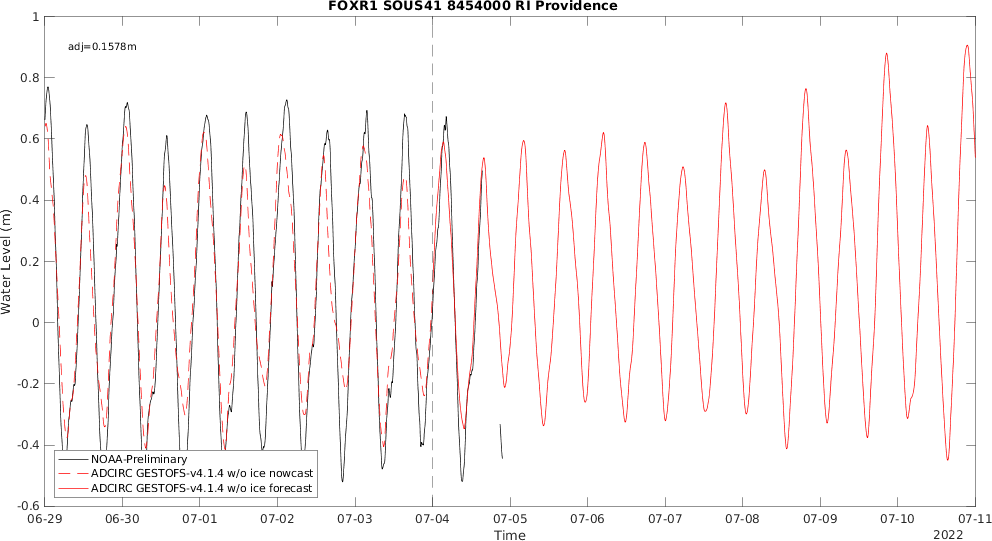 FOXR1 SOUS41 8454000 RI Providence
adj=0.1578m
1
0.8
0.6
0.4
0.2
0
-0.2
-0.4
-0.6
Water Level (m)
NOAA-Preliminary
ADCIRC GESTOFS-v4.1.4 w/o ice nowcast
ADCIRC GESTOFS-v4.1.4 w/o ice forecast
06-29 06-30 07-01 07-02 07-03 07-04 07-05 07-06 07-07 07-08 07-09 07-10 07-11
Time
2022